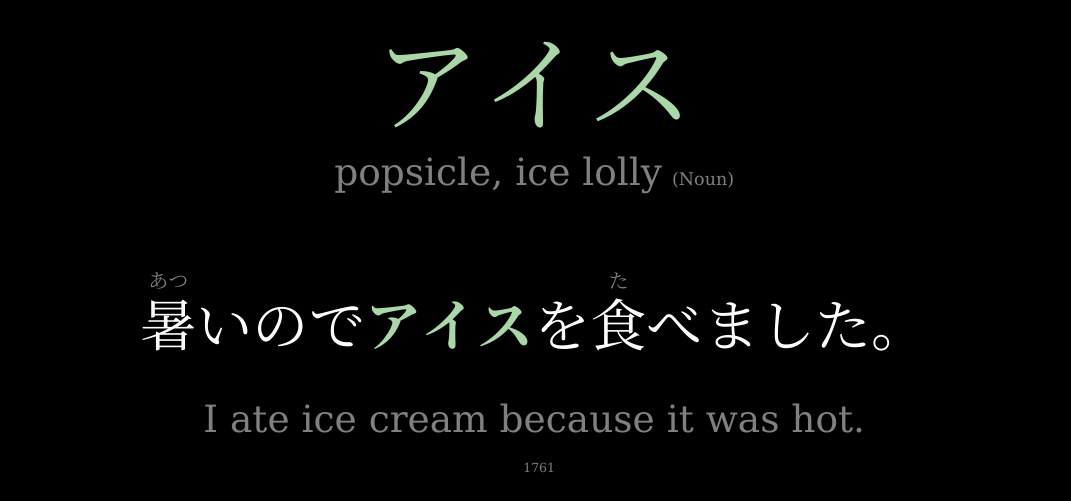 アイス
popsicle, ice lolly (Noun)
あつ た
暑いのでアイスを食べました。
I ate ice cream because it was hot.
1761